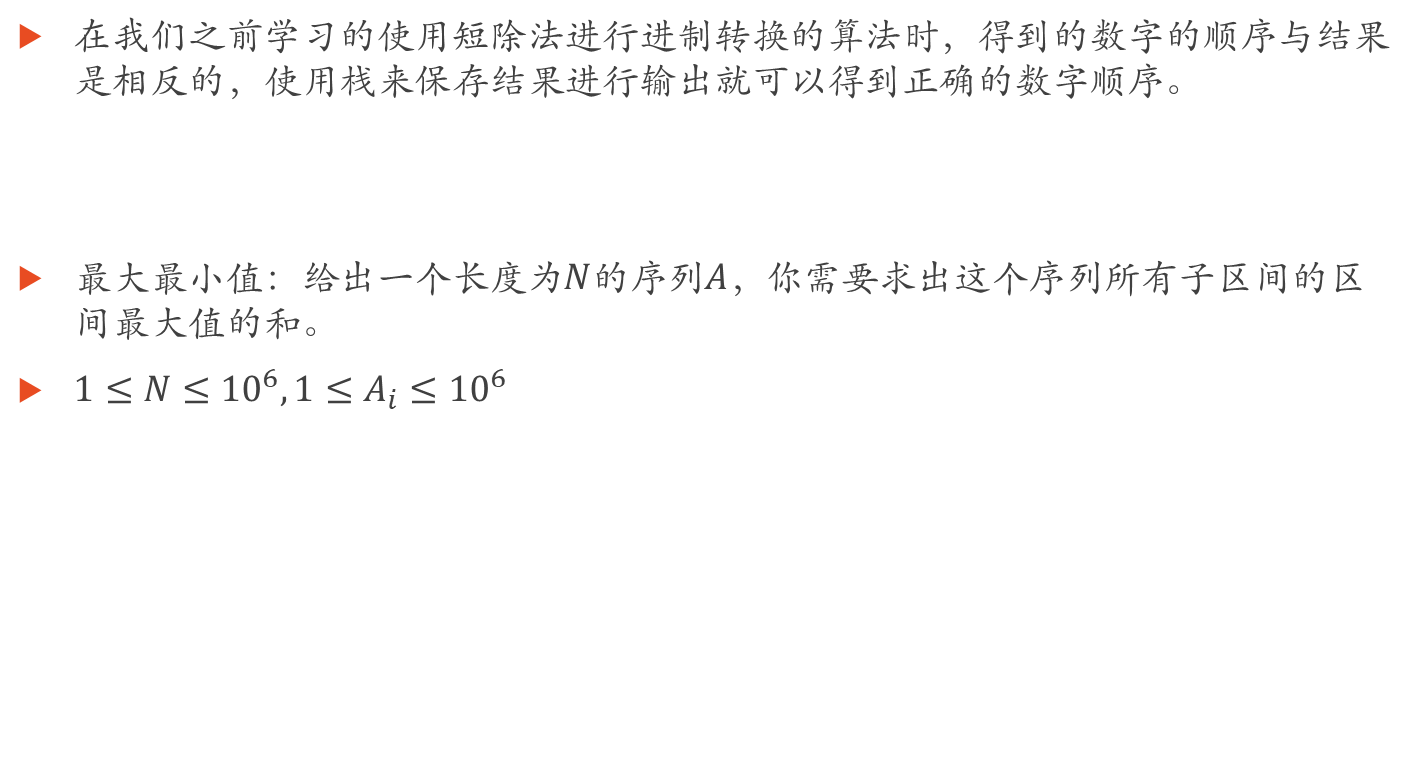 在我们之前学习的使用短除法进行进制转换的算法时，得到的数字的顺序与结果
是相反的，使用栈来保存结果进行输出就可以得到正确的数字顺序。
最大最小值：给出一个长度为N的序列A，你需要求出这个序列所有子区间的区
间最大值的和。
1 ≤ N ≤ 10⁶, 1 ≤ Aᵢ ≤ 10⁶